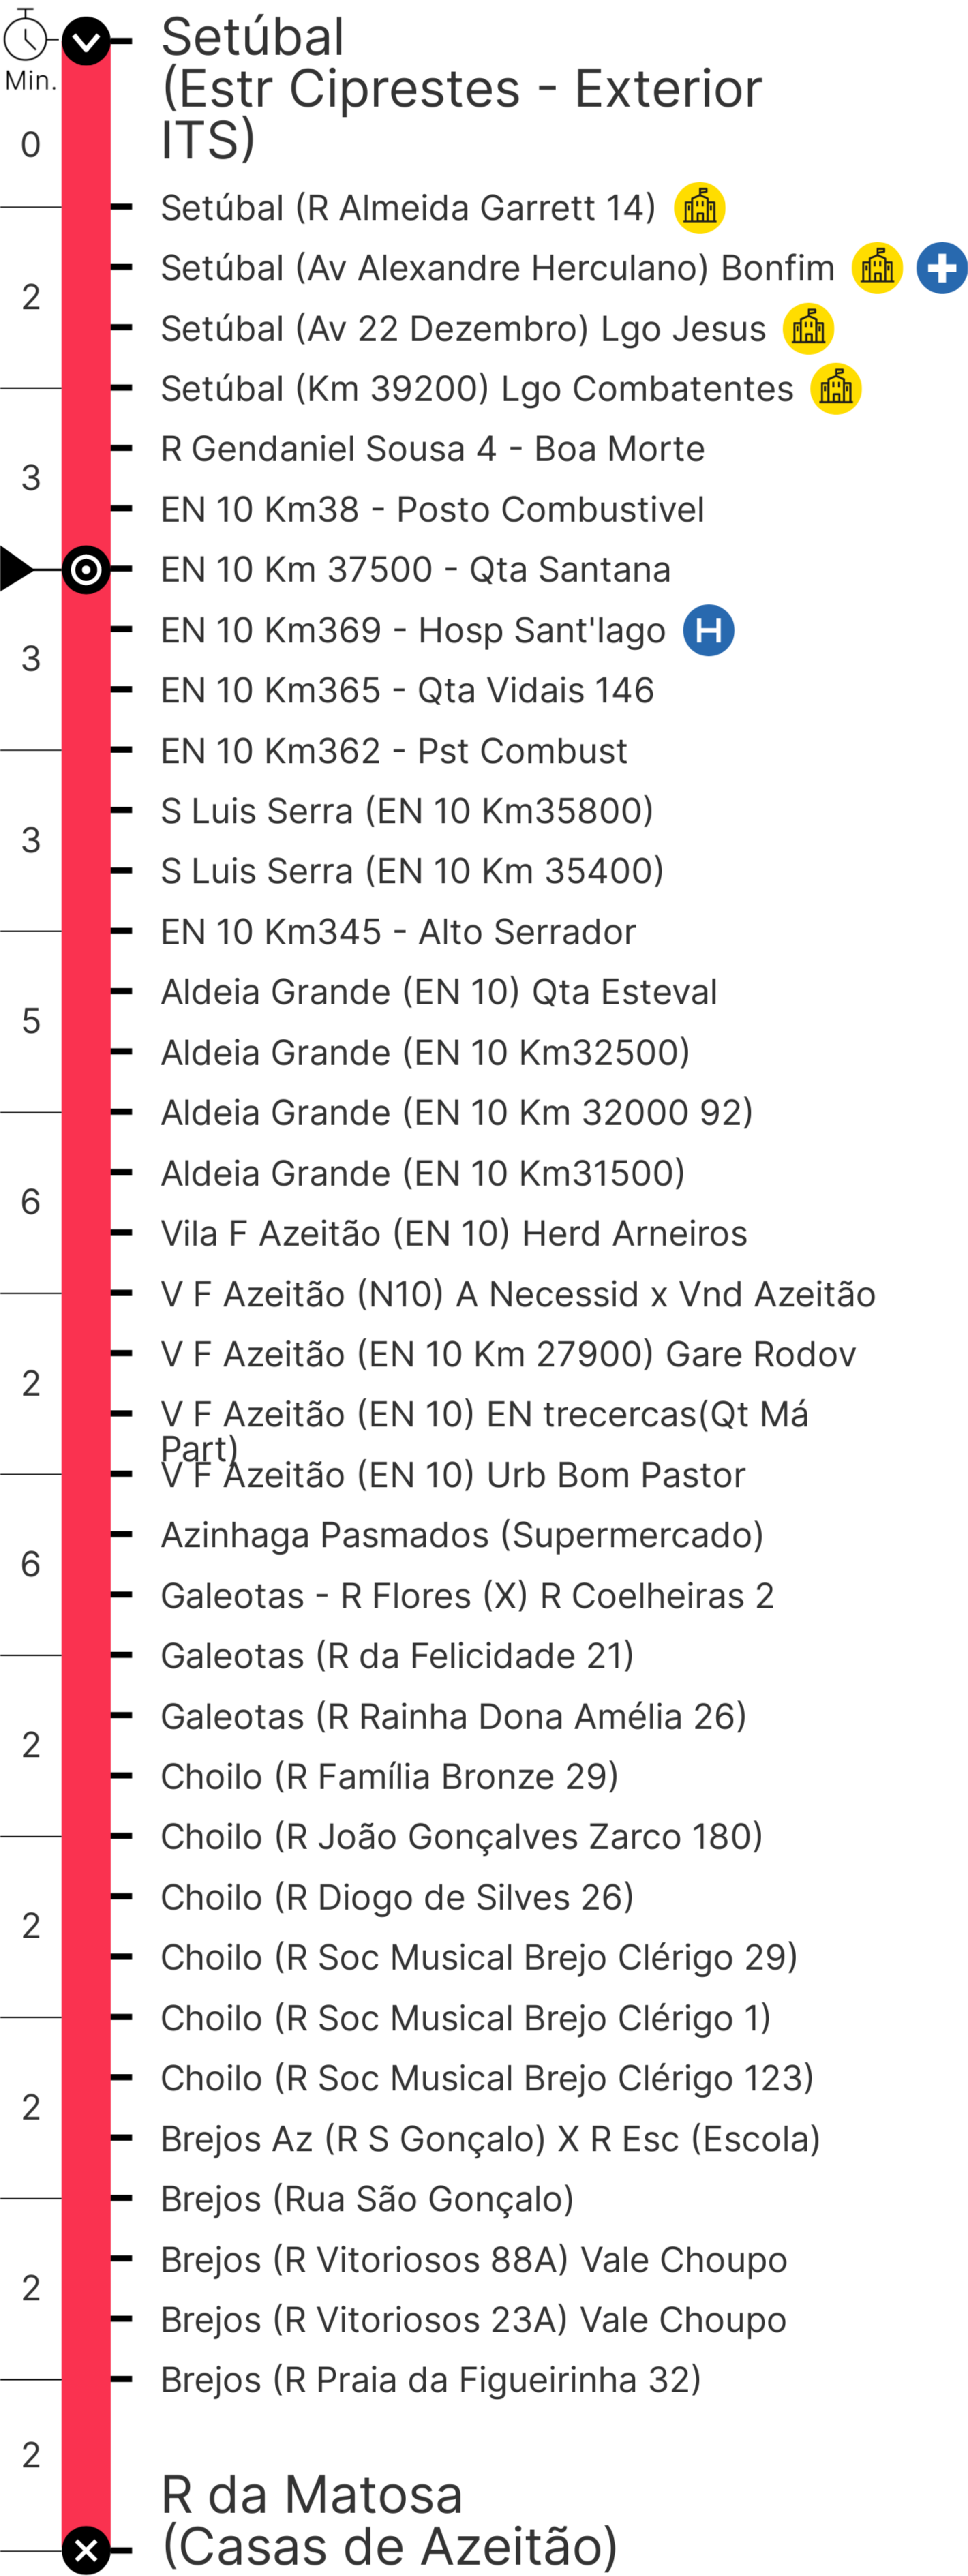 Setúbal
(Estr Ciprestes - Exterior
ITS)
Min.
0
Setúbal (R Almeida Garrett 14)
Setúbal (Av Alexandre Herculano) Bonfim
2
Setúbal (Av 22 Dezembro) Lgo Jesus
Setúbal (Km 39200) Lgo Combatentes
R Gendaniel Sousa 4 - Boa Morte
3
EN 10 Km38 - Posto Combustivel
EN 10 Km 37500 - Qta Santana
EN 10 Km369 - Hosp Sant'Iago H
3
EN 10 Km365 - Qta Vidais 146
EN 10 Km362 - Pst Combust
S Luis Serra (EN 10 Km35800)
3
S Luis Serra (EN 10 Km 35400)
EN 10 Km345 - Alto Serrador
Aldeia Grande (EN 10) Qta Esteval
5
Aldeia Grande (EN 10 Km32500)
Aldeia Grande (EN 10 Km 32000 92)
Aldeia Grande (EN 10 Km31500)
6
Vila F Azeitão (EN 10) Herd Arneiros
V F Azeitão (N10) A Necessid x Vnd Azeitão
V F Azeitão (EN 10 Km 27900) Gare Rodov
2
V F Azeitão (EN 10) EN trecercas(Qt Má
Part)
V F Azeitão (EN 10) Urb Bom Pastor
Azinhaga Pasmados (Supermercado)
6
Galeotas - R Flores (X) R Coelheiras 2
Galeotas (R da Felicidade 21)
Galeotas (R Rainha Dona Amélia 26)
2
Choilo (R Família Bronze 29)
Choilo (R João Gonçalves Zarco 180)
Choilo (R Diogo de Silves 26)
2
Choilo (R Soc Musical Brejo Clérigo 29)
Choilo (R Soc Musical Brejo Clérigo 1)
Choilo (R Soc Musical Brejo Clérigo 123)
2
Brejos Az (R S Gonçalo) X R Esc (Escola)
Brejos (Rua São Gonçalo)
Brejos (R Vitoriosos 88A) Vale Choupo
2
Brejos (R Vitoriosos 23A) Vale Choupo
Brejos (R Praia da Figueirinha 32)
2
R da Matosa
(Casas de Azeitão)